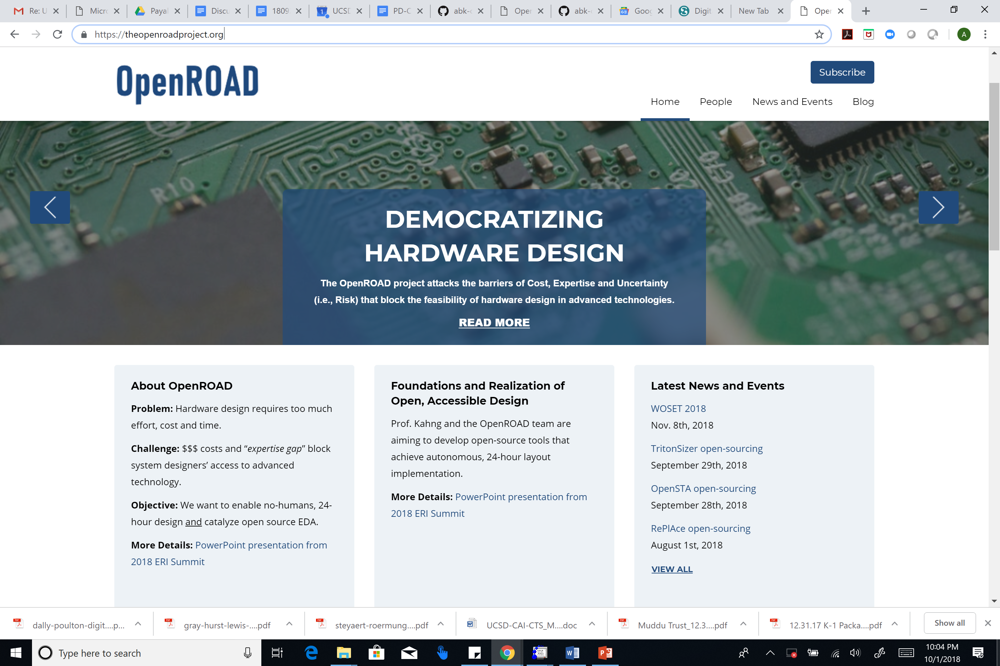 Re: U
Micro
Payal
Discu
1809.
UCSD
PD-C
abk-
Open
abk-
Goog
Digit
New Tab
Open
https://theopenroadproject.org
A
OpenROAD
Subscribe
Home People News and Events Blog
R10
DEMOCRATIZING
HARDWARE DESIGN
The OpenROAD project attacks the barriers of Cost, Expertise and Uncertainty
(i.e., Risk) that block the feasibility of hardware design in advanced technologies.
READ MORE
About OpenROAD
Problem: Hardware design requires too much
effort, cost and time.
Challenge: $$$ costs and “expertise gap” block
system designers’ access to advanced
technology.
Objective: We want to enable no-humans, 24-
hour design and catalyze open source EDA.
More Details: PowerPoint presentation from
2018 ERI Summit
Foundations and Realization of
Open, Accessible Design
Prof. Kahng and the OpenROAD team are
aiming to develop open-source tools that
achieve autonomous, 24-hour layout
implementation.
More Details: PowerPoint presentation from
2018 ERI Summit
Latest News and Events
WOSET 2018
Nov. 8th, 2018
TritonSizer open-sourcing
September 29th, 2018
OpenSTA open-sourcing
September 28th, 2018
RePlAce open-sourcing
August 1st, 2018
VIEW ALL
dally-poulton-digit....p...
gray-hurst-lewis-....pdf
steyaert-roermung....pdf
UCSD-CAI-CTS_M....doc
Muddu Trust_12.3....pdf
12.31.17 K-1 Packa....pdf
Show all
Type here to search
10:04 PM
10/1/2018